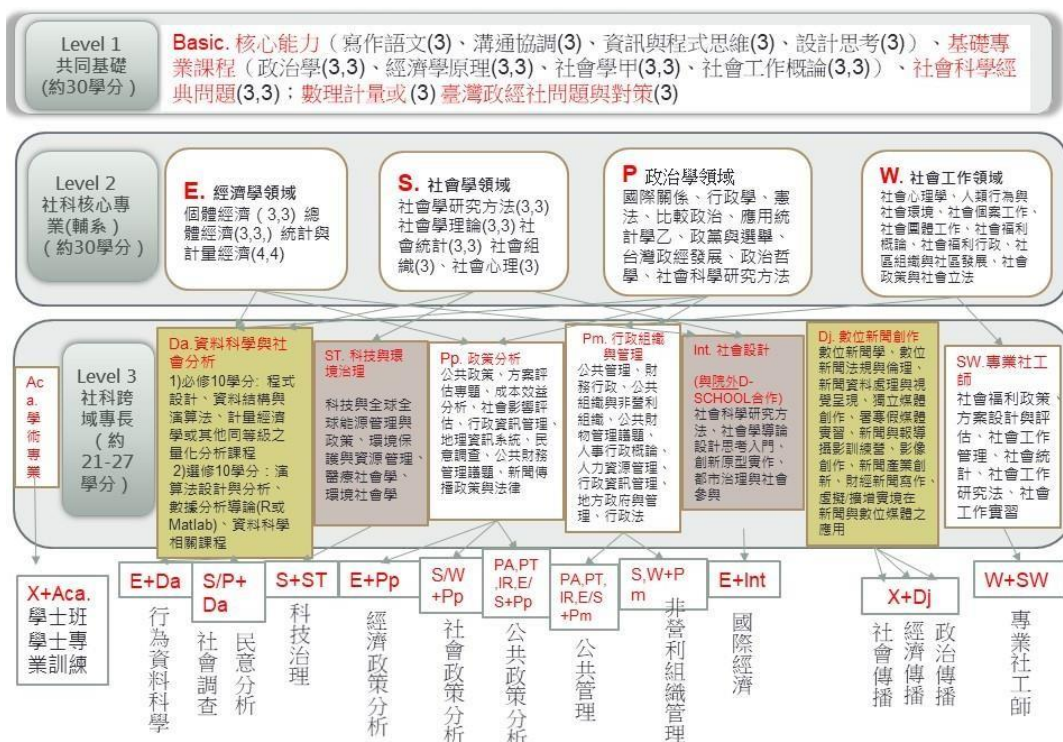 Level 1
共同基礎
(約30學分)
Basic. 核心能力（寫作語文(3)、溝通協調(3)、資訊與程式思維(3)、設計思考(3)）、基礎專
業課程（政治學(3,3)、經濟學原理(3,3)、社會學甲(3,3)、社會工作概論(3,3)）、社會科學經
典問題(3,3)；數理計量或(3) 臺灣政經社問題與對策(3)
Level 2
社科核心專
業(輔系)
(約30學分)
E. 經濟學領域
個體經濟（3,3) 總
體經濟(3,3,) 統計與
計量經濟(4,4)
S. 社會學領域
社會學研究方法(3,3)
社會學理論(3,3) 社
會統計(3,3) 社會組
織(3)、社會心理(3)
P 政治學領域
國際關係、行政學、憲
法、比較政治、應用統
計學乙、政黨與選舉、
台灣政經發展、政治哲
學、社會科學研究方法
W. 社會工作領域
社會心理學、人類行為與
社會環境、社會個案工作、
社會團體工作、社會福利
概論、社會福利行政、社
區組織與社區發展、社會
政策與社會立法
Level 3
社科跨
域專長
(約
21-27
學分)
Ac
a.學
術專
業
Da.資料科學與社
會分析
1)必修10學分：程式
設計、資料結構與
演算法、計量經濟
學或其他同等級之
量化分析課程
2)選修10學分：演
算法設計與分析、
數據分析導論(R或
Matlab)、資料科學
相關課程
ST. 科技與環
境治理
科技與全球全
球能源管理與
政策、環境保
護與資源管理、
醫療社會學、
環境社會學
Pp. 政策分析
公共政策、方案評
估專題、成本效益
分析、社會影響評
估、行政資訊管理、
地理資訊系統、民
意調查、公共財務
管理議題、新聞傳
播政策與法律
Pm. 行政組織
與管理
公共管理、財
務行政、公共
組織與非營利
組織、公共財
物管理議題、
人事行政概論、
人力資源管理、
行政資訊管理、
地方政府與管
理、行政法
Int. 社會設計
(與院外D-
SCHOOL合作)
社會科學研究方
法、社會學導論
設計思考入門、
創新原型實作、
都市治理與社會
參與
Dj. 數位新聞創作
數位新聞學、數位
新聞法規與倫理、
新聞資料處理與視
覺呈現、獨立媒體
創作、暑寒假媒體
實習、新聞與報導
攝影訓練營、影像
創作、新聞產業創
新、財經新聞寫作、
虛擬/擴增實境在
新聞與數位媒體之
應用
SW.專業社工
師
社會福利政策、
方案設計與評
估、社會工作
管理、社會統
計、社會工作
研究法、社會
工作實習
X+Aca.
學士班
學士專
業訓練
E+Da
行為資料科學
S/P+
Da
社會調查
民意分析
S+ST
科技治理
E+Pp
經濟政策分析
S/W
+Pp
社會政策分析
PA,PT
,IR,E/
S+Pp
公共政策分析
PA,PT,
IR,E/S
+Pm
公共管理
S,W+P
m
非營利組織管理
E+Int
國際經濟
X+Dj
社會傳播
經濟傳播
政治傳播
W+SW
專業社工師